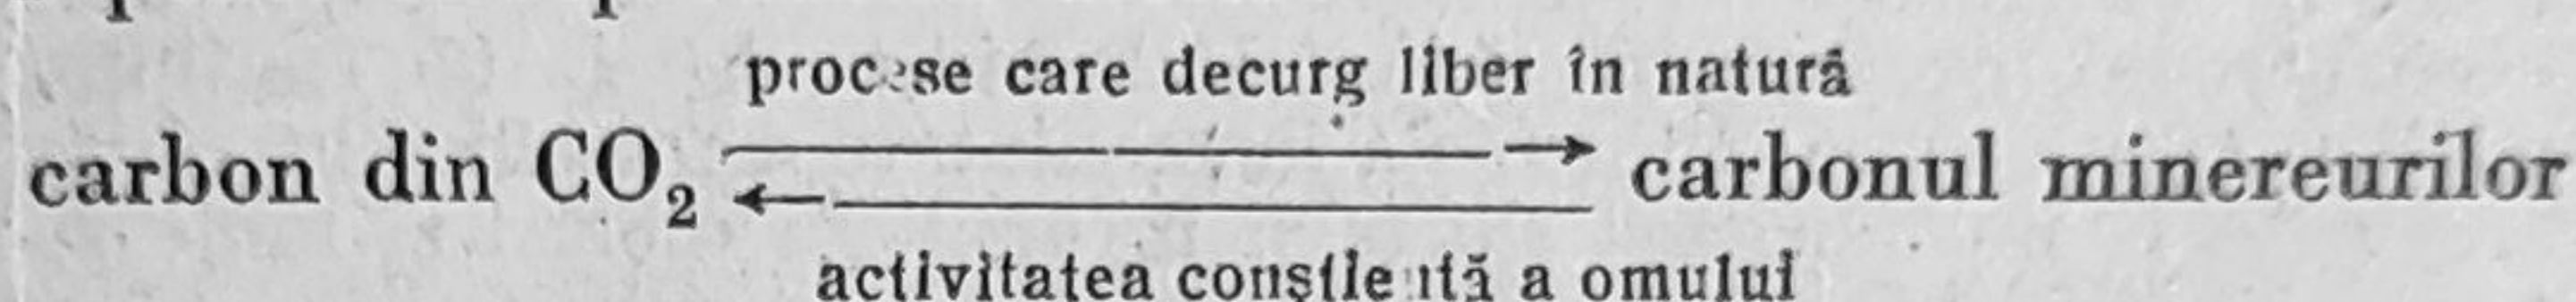 procese care decurg liber în natură
carbon din CO₂ ⇄ carbonul minereurilor
activitatea conștientă a omului